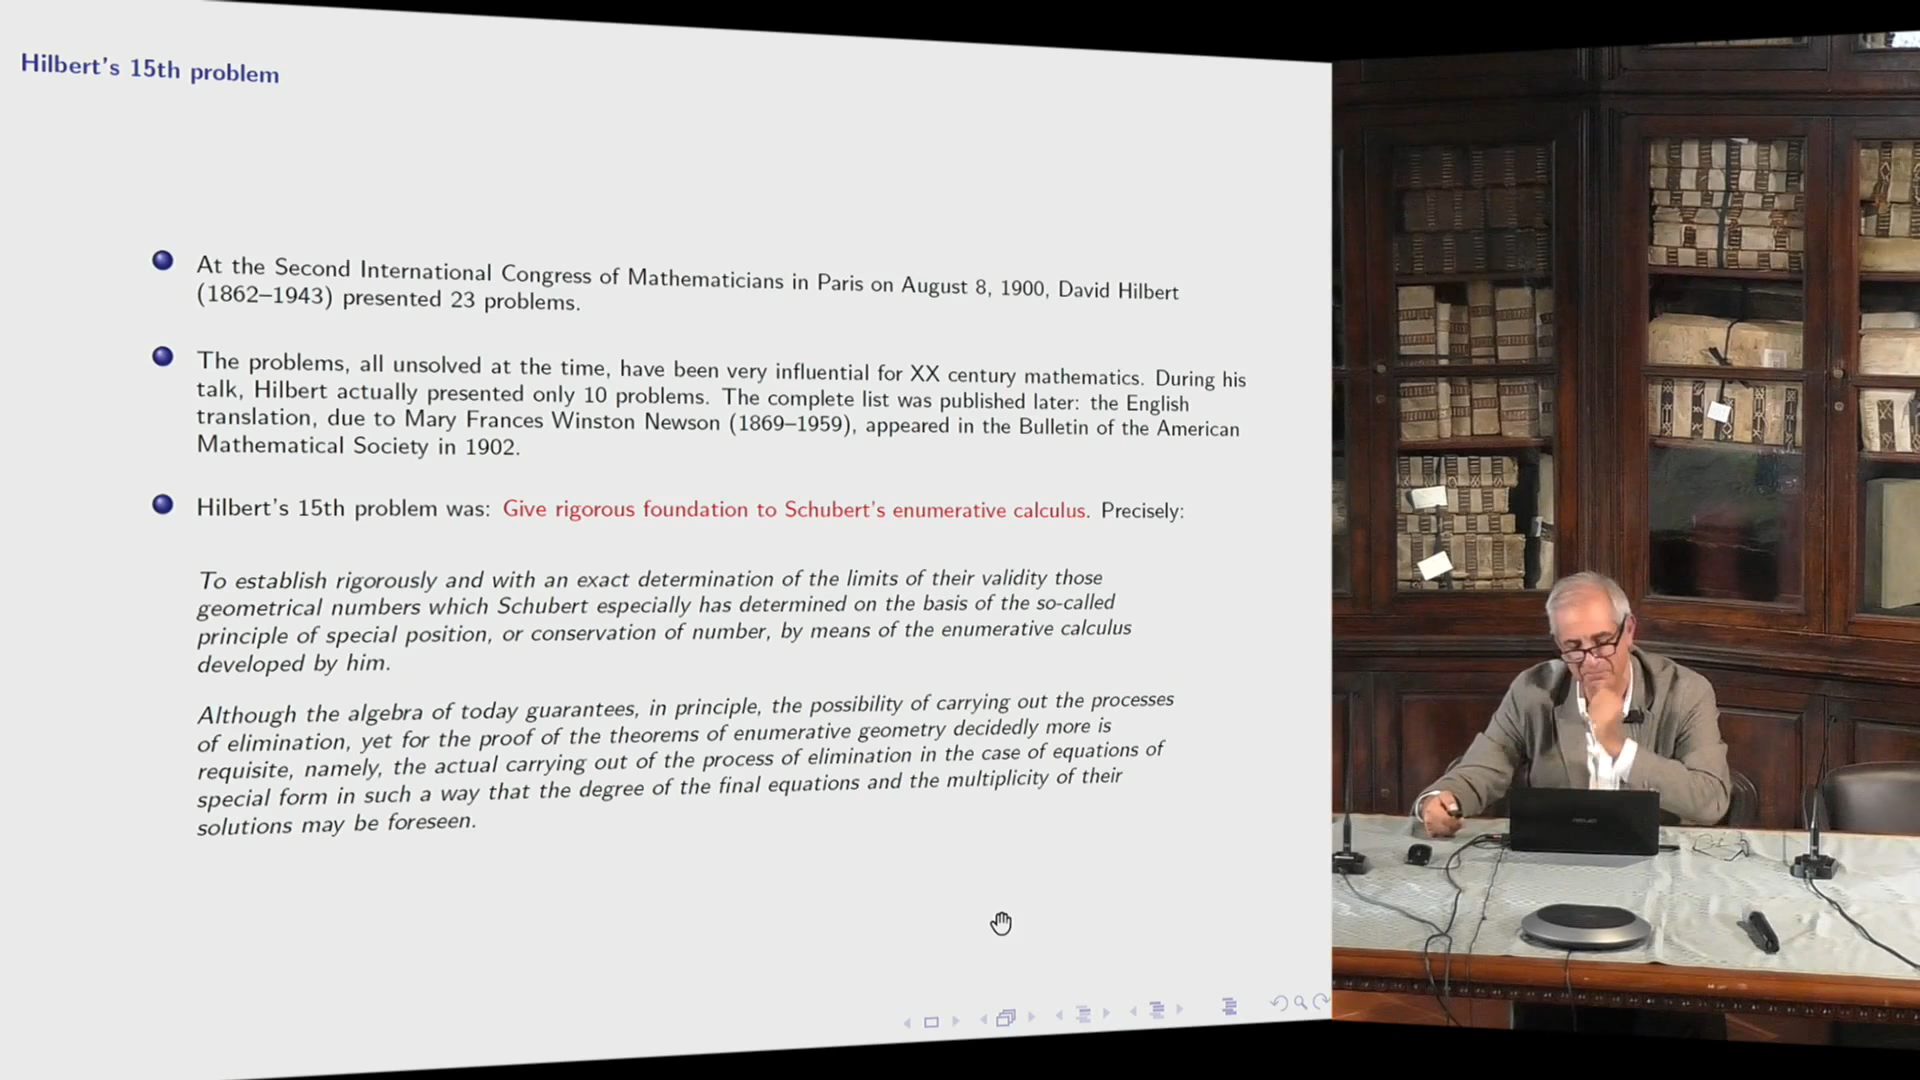 Hilbert's 15th problem
At the Second International Congress of Mathematicians in Paris on August 8, 1900, David Hilbert
(1862–1943) presented 23 problems.
The problems, all unsolved at the time, have been very influential for XX century mathematics. During his
talk, Hilbert actually presented only 10 problems. The complete list was published later: the English
translation, due to Mary Frances Winston Newson (1869–1959), appeared in the Bulletin of the American
Mathematical Society in 1902.
Hilbert's 15th problem was: Give rigorous foundation to Schubert's enumerative calculus. Precisely:
To establish rigorously and with an exact determination of the limits of their validity those
geometrical numbers which Schubert especially has determined on the basis of the so-called
principle of special position, or conservation of number, by means of the enumerative calculus
developed by him.
Although the algebra of today guarantees, in principle, the possibility of carrying out the processes
of elimination, yet for the proof of the theorems of enumerative geometry decidedly more is
requisite, namely, the actual carrying out of the process of elimination in the case of equations of
special form in such a way that the degree of the final equations and the multiplicity of their
solutions may be foreseen.